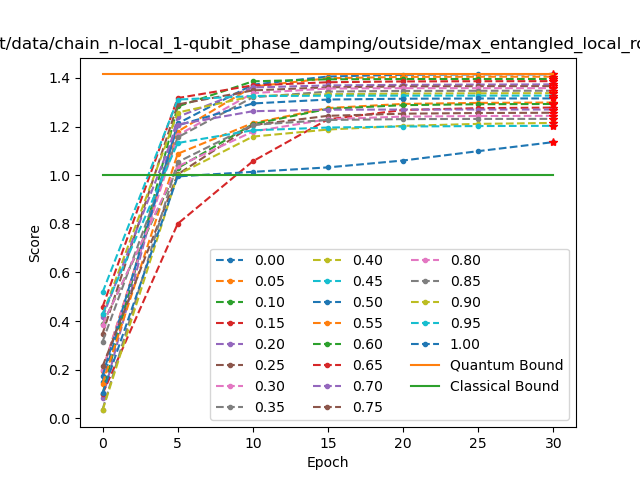 t/data/chain_n-local_1-qubit_phase_damping/outside/max_entangled_local_r
1.4
1.2
1.0
0.8
0.6
0.4
0.2
0.0
Score
0 5 10 15 20 25 30
Epoch
0.00 0.40 0.80
0.05 0.45 0.85
0.10 0.50 0.90
0.15 0.55 0.95
0.20 0.60 1.00
0.25 0.65 Quantum Bound
0.30 0.70 Classical Bound
0.35 0.75